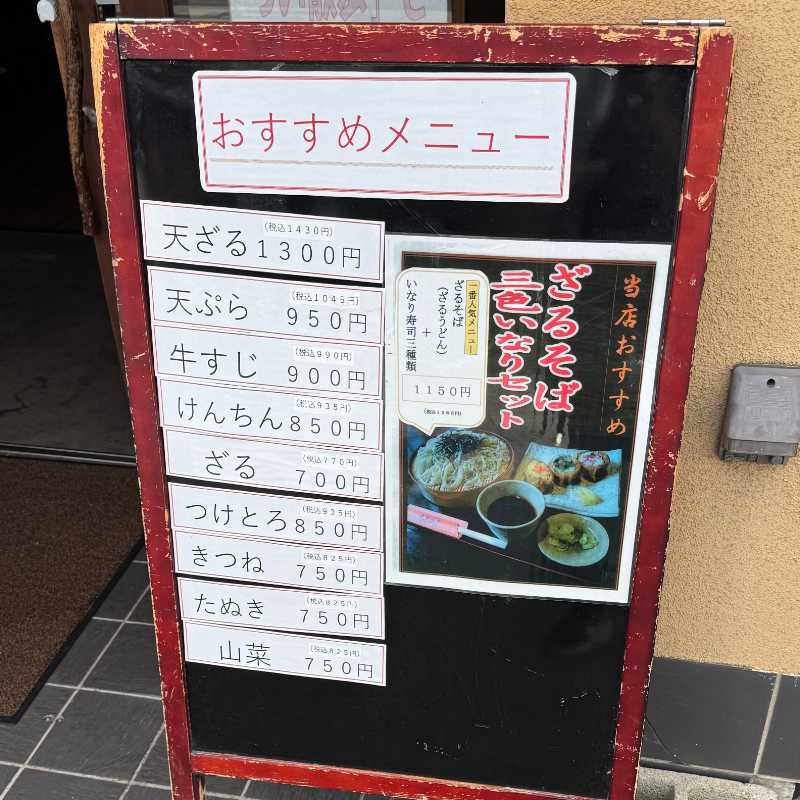 おすすめメニュー
(税込1430円)
天ざる1300円
(税込1045円)
天ぷら 950円
(税込990円)
牛すじ 900円
(税込935円)
けんちん850円
(税込770円)
ざる 700円
(税込935円)
つけとろ850円
(税込825円)
きつね 750円
(税込825円)
たぬき 750円
(税込825円)
山菜 750円
当店おすすめ
ざるそば
三色いなりセット
一番人気メニュー
ざるそば
(ざるうどん)
+
いなり寿司三種類
1150円